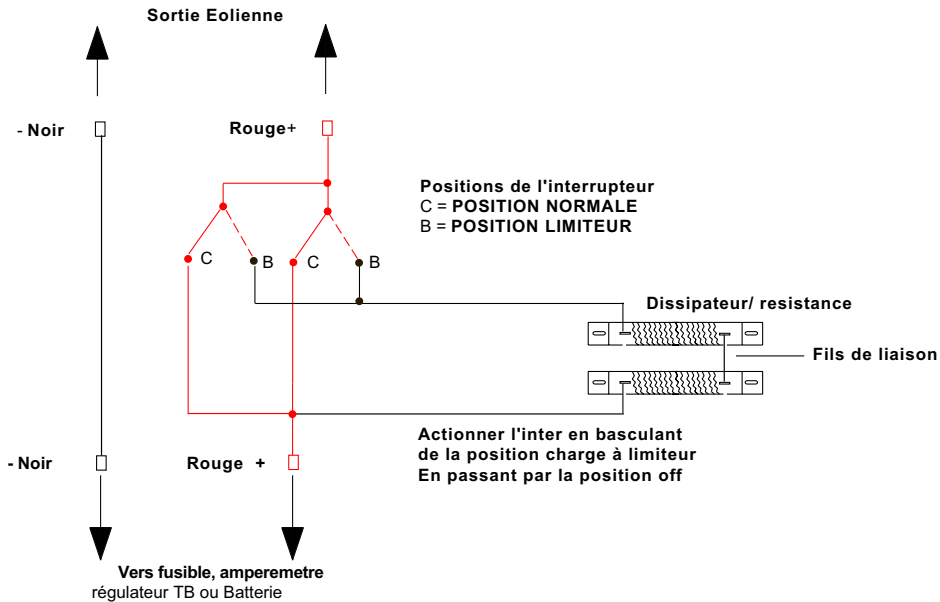 Sortie Eolienne
- Noir
Rouge+
Positions de l'interrupteur
C = POSITION NORMALE
B = POSITION LIMITEUR
C
B
C
B
Dissipateur/ resistance
Fils de liaison
Actionner l'inter en basculant
de la position charge à limiteur
En passant par la position off
- Noir
Rouge +
Vers fusible, amperemetre
régulateur TB ou Batterie